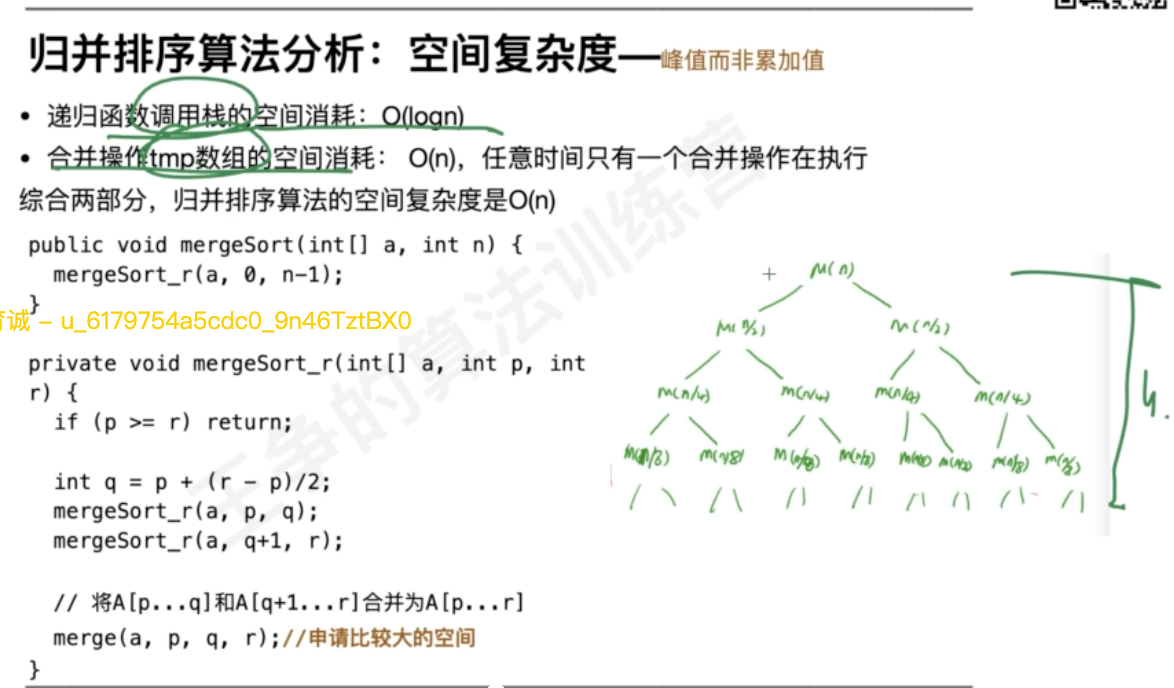 归并排序算法分析：空间复杂度—峰值而非累加值
• 递归函数调用栈的空间消耗：O(logn)
• 合并操作tmp数组的空间消耗： O(n)，任意时间只有一个合并操作在执行
综合两部分，归并排序算法的空间复杂度是O(n)
public void mergeSort(int[] a, int n) {
mergeSort_r(a, 0, n-1);
}
诚 – u_6179754a5cdc0_9n46TztBX0
private void mergeSort_r(int[] a, int p, int
r) {
if (p >= r) return;
int q = p + (r - p)/2;
mergeSort_r(a, p, q);
mergeSort_r(a, q+1, r);
// 将A[p...q]和A[q+1...r]合并为A[p...r]
merge(a, p, q, r);//申请比较大的空间
}
王争的算法训练营
M(n)
M(n/2) M(n/2)
m(n/4) m(n/4) m(n/4) m(n/4)
M(n/8) m(n/8) M(n/8) m(n/8) m(n/8) m(n/8) m(n/8) m(n/8)
h.